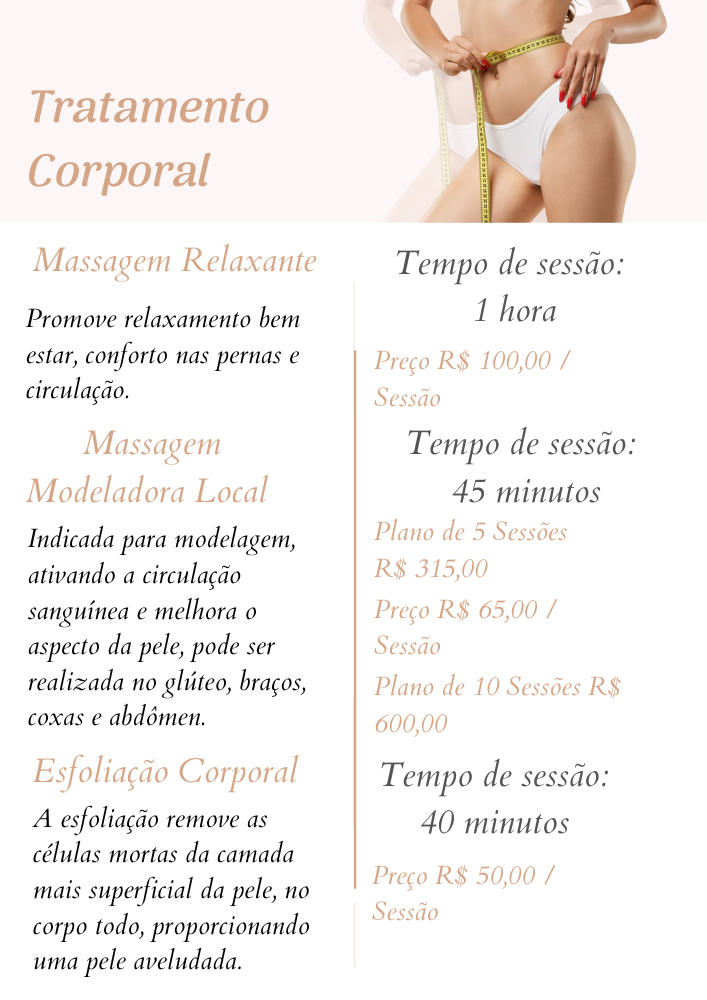 Tratamento
Corporal
Massagem Relaxante
Promove relaxamento bem
estar, conforto nas pernas e
circulação.
Tempo de sessão:
1 hora
Preço R$ 100,00 /
Sessão
Massagem
Modeladora Local
Indicada para modelagem,
ativando a circulação
sanguínea e melhora o
aspecto da pele, pode ser
realizada no glúteo, braços,
coxas e abdômen.
Tempo de sessão:
45 minutos
Plano de 5 Sessões
R$ 315,00
Preço R$ 65,00 /
Sessão
Plano de 10 Sessões R$
600,00
Esfoliação Corporal
A esfoliação remove as
células mortas da camada
mais superficial da pele, no
corpo todo, proporcionando
uma pele aveludada.
Tempo de sessão:
40 minutos
Preço R$ 50,00 /
Sessão